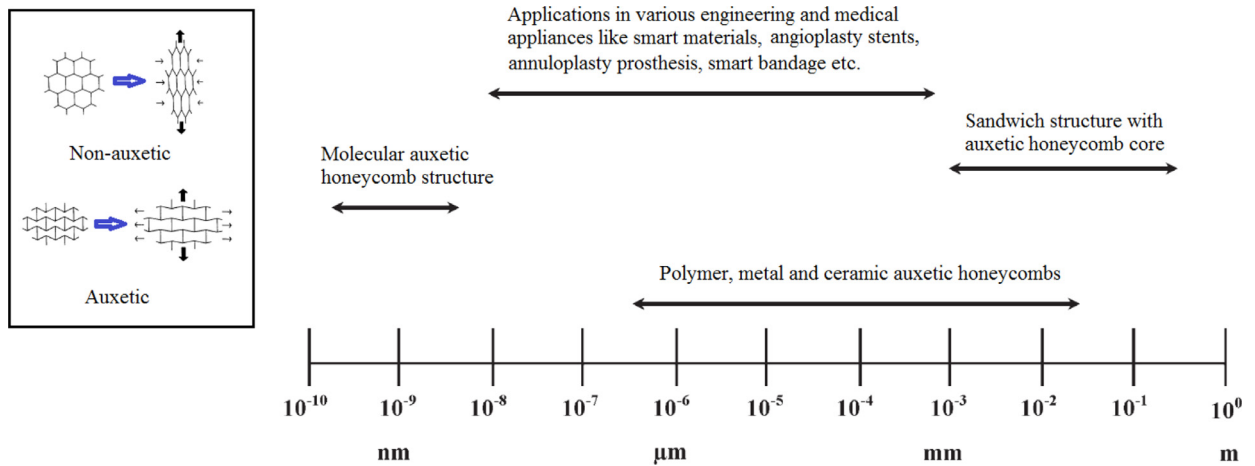 Non-auxetic
Auxetic
Applications in various engineering and medical
appliances like smart materials, angioplasty stents,
annuloplasty prosthesis, smart bandage etc.
Sandwich structure with
auxetic honeycomb core
Molecular auxetic
honeycomb structure
Polymer, metal and ceramic auxetic honeycombs
10⁻¹⁰ 10⁻⁹ 10⁻⁸ 10⁻⁷ 10⁻⁶ 10⁻⁵ 10⁻⁴ 10⁻³ 10⁻² 10⁻¹ 10⁰
nm µm mm m